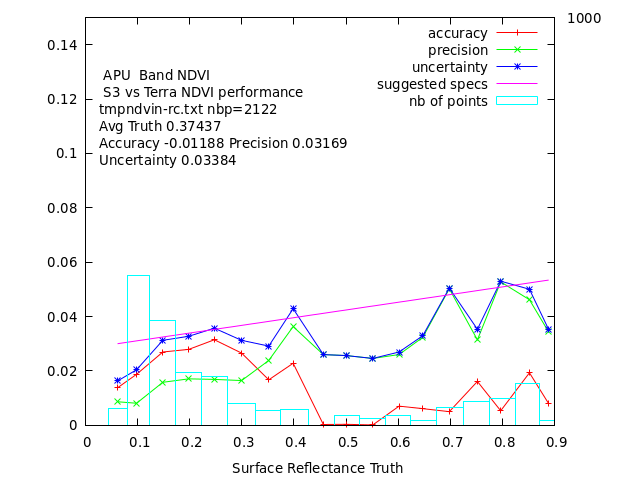 0.14
0.12
0.1
0.08
0.06
0.04
0.02
0
0 0.1 0.2 0.3 0.4 0.5 0.6 0.7 0.8 0.9
Surface Reflectance Truth
1000
APU Band NDVI
S3 vs Terra NDVI performance
tmpndvin-rc.txt nbp=2122
Avg Truth 0.37437
Accuracy -0.01188 Precision 0.03169
Uncertainty 0.03384
accuracy
precision
uncertainty
suggested specs
nb of points